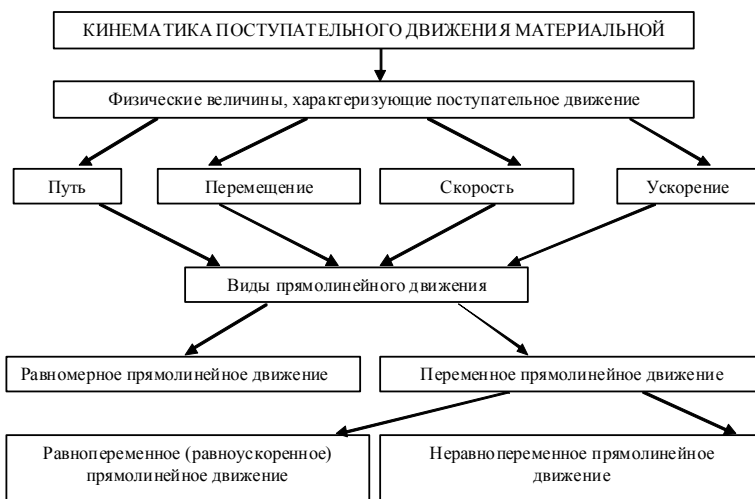 КИНЕМАТИКА ПОСТУПАТЕЛЬНОГО ДВИЖЕНИЯ МАТЕРИАЛЬНОЙ
Физические величины, характеризующие поступательное движение
Путь
Перемещение
Скорость
Ускорение
Виды прямолинейного движения
Равномерное прямолинейное движение
Переменное прямолинейное движение
Равнопеременное (равноускоренное)
прямолинейное движение
Неравнопеременное прямолинейное
движение